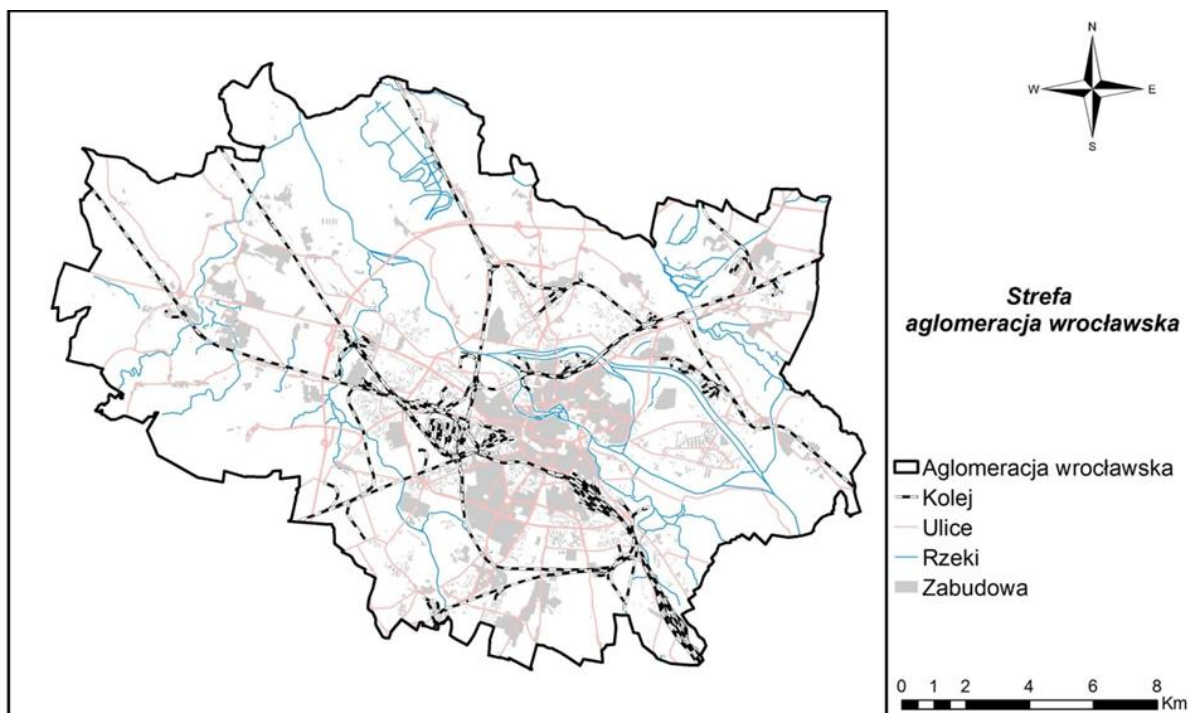 N
W E
S
Strefa
aglomeracja wrocławska
Aglomeracja wrocławska
Kolej
Ulice
Rzeki
Zabudowa
0 1 2 4 6 8
Km